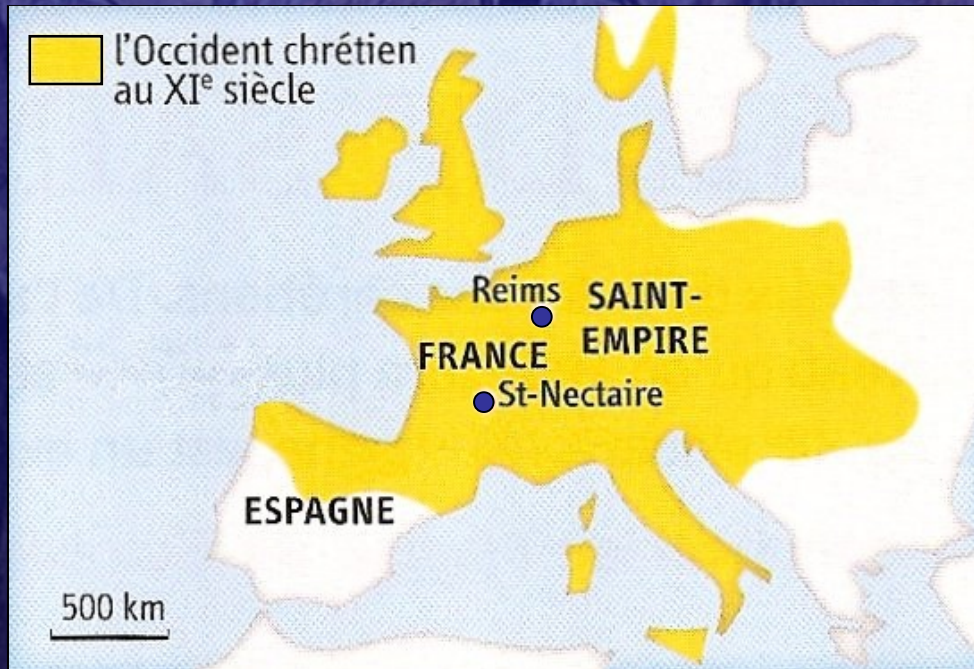 l'Occident chrétien
au XIe siècle
Reims
SAINT-
EMPIRE
FRANCE
St-Nectaire
ESPAGNE
500 km